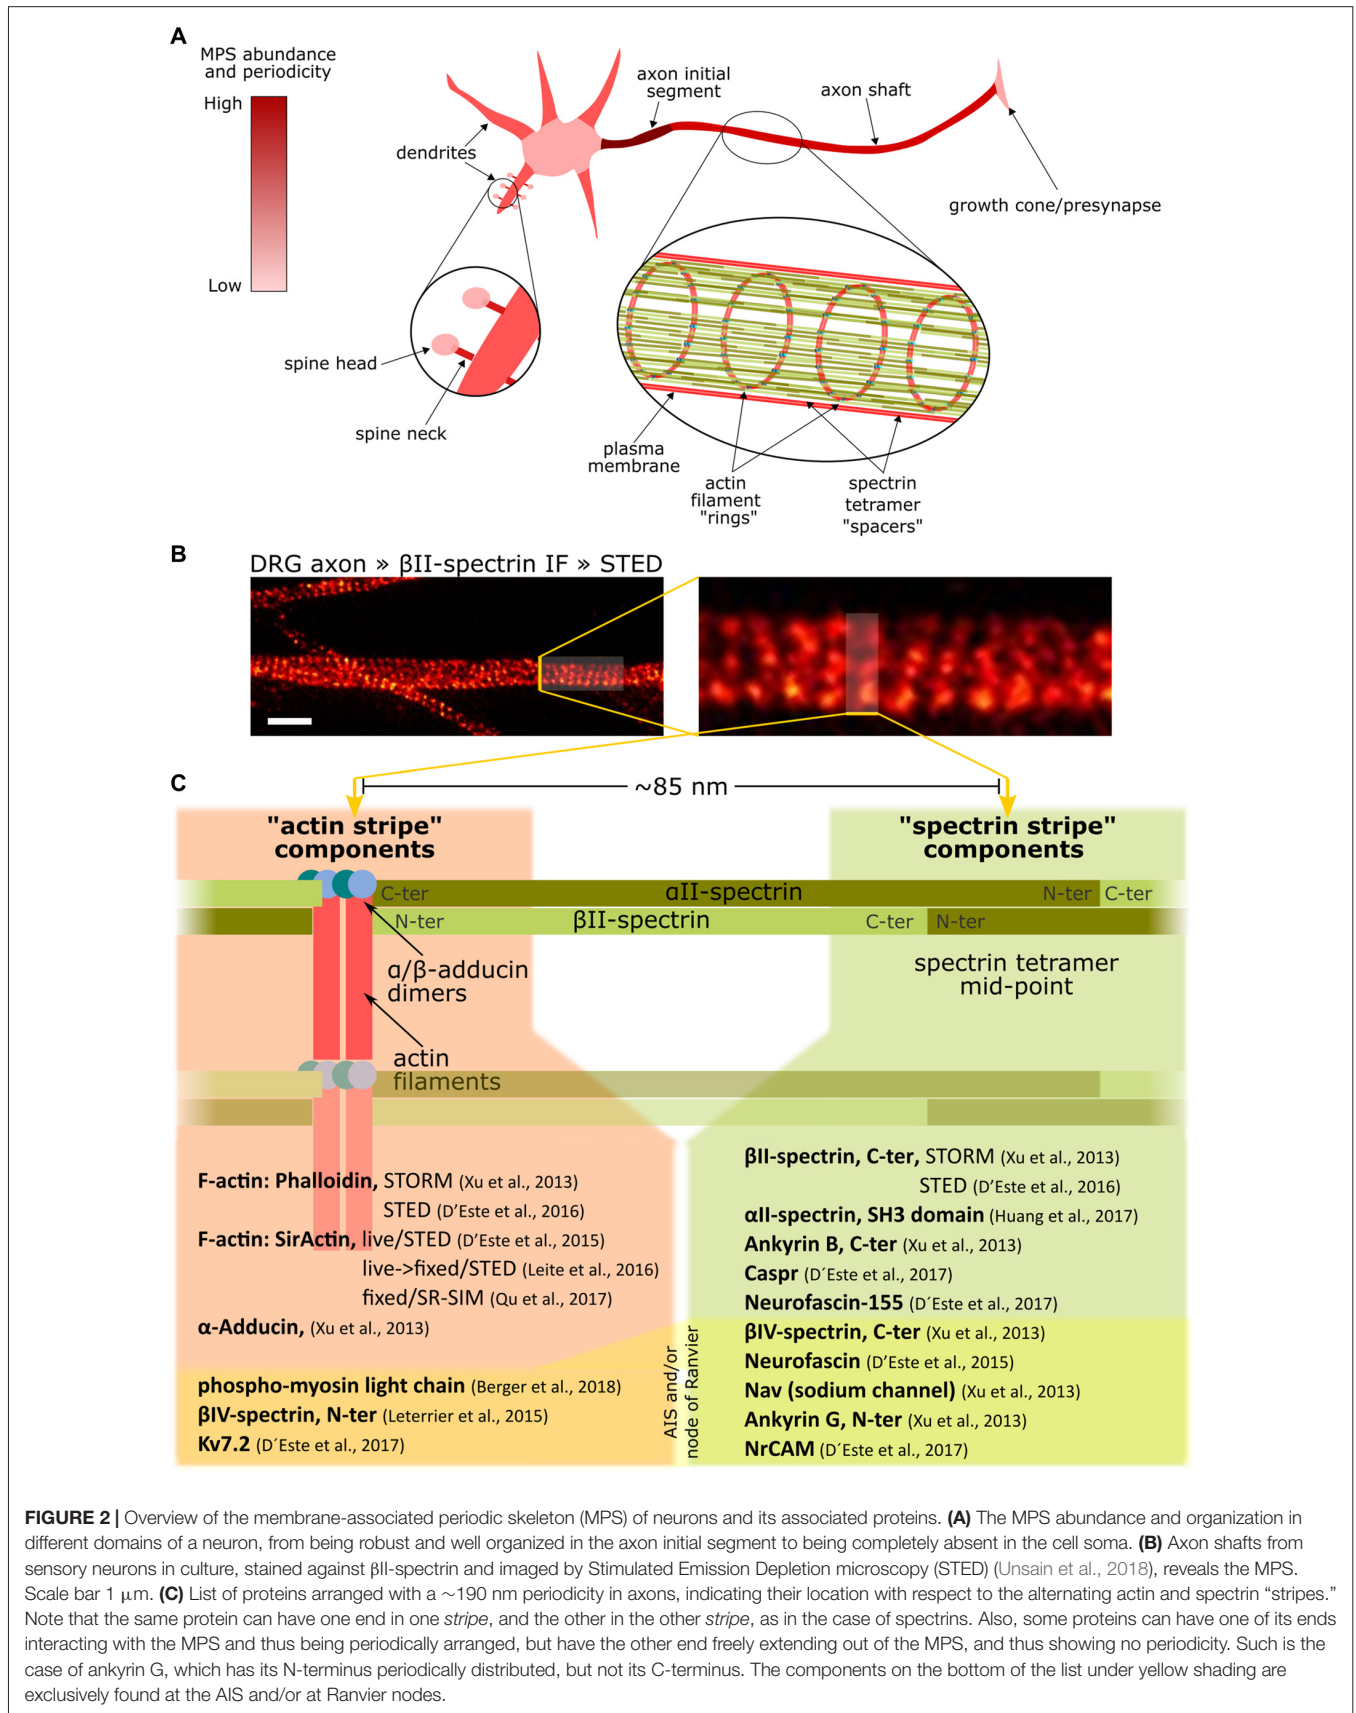 A
MPS abundance
and periodicity
High
Low
dendrites
axon initial
segment
axon shaft
growth cone/presynapse
spine head
spine neck
plasma
membrane
actin
filament
"rings"
spectrin
tetramer
"spacers"
B
DRG axon » βII-spectrin IF » STED
C
~85 nm
"actin stripe"
components
"spectrin stripe"
components
C-ter
αII-spectrin
N-ter
C-ter
N-ter
βII-spectrin
C-ter
N-ter
α/β-adducin
dimers
spectrin tetramer
mid-point
actin
filaments
F-actin: Phalloidin, STORM (Xu et al., 2013)
STED (D'Este et al., 2016)
F-actin: SirActin, live/STED (D'Este et al., 2015)
live->fixed/STED (Leite et al., 2016)
fixed/SR-SIM (Qu et al., 2017)
α-Adducin, (Xu et al., 2013)
phospho-myosin light chain (Berger et al., 2018)
βIV-spectrin, N-ter (Leterrier et al., 2015)
Kv7.2 (D´Este et al., 2017)
AIS and/or
node of Ranvier
βII-spectrin, C-ter, STORM (Xu et al., 2013)
STED (D'Este et al., 2016)
αII-spectrin, SH3 domain (Huang et al., 2017)
Ankyrin B, C-ter (Xu et al., 2013)
Caspr (D´Este et al., 2017)
Neurofascin-155 (D´Este et al., 2017)
βIV-spectrin, C-ter (Xu et al., 2013)
Neurofascin (D'Este et al., 2015)
Nav (sodium channel) (Xu et al., 2013)
Ankyrin G, N-ter (Xu et al., 2013)
NrCAM (D´Este et al., 2017)
FIGURE 2 | Overview of the membrane-associated periodic skeleton (MPS) of neurons and its associated proteins. (A) The MPS abundance and organization in
different domains of a neuron, from being robust and well organized in the axon initial segment to being completely absent in the cell soma. (B) Axon shafts from
sensory neurons in culture, stained against βII-spectrin and imaged by Stimulated Emission Depletion microscopy (STED) (Unsain et al., 2018), reveals the MPS.
Scale bar 1 μm. (C) List of proteins arranged with a ∼190 nm periodicity in axons, indicating their location with respect to the alternating actin and spectrin “stripes.”
Note that the same protein can have one end in one stripe, and the other in the other stripe, as in the case of spectrins. Also, some proteins can have one of its ends
interacting with the MPS and thus being periodically arranged, but have the other end freely extending out of the MPS, and thus showing no periodicity. Such is the
case of ankyrin G, which has its N-terminus periodically distributed, but not its C-terminus. The components on the bottom of the list under yellow shading are
exclusively found at the AIS and/or at Ranvier nodes.